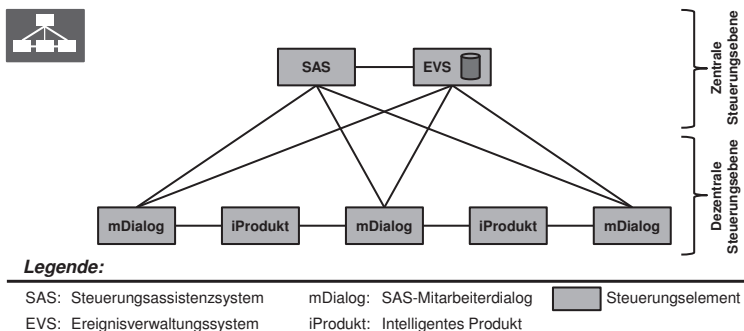 SAS
EVS
Zentrale
Steuerungsebene
mDialog
iProdukt
mDialog
iProdukt
mDialog
Dezentrale
Steuerungsebene
Legende:
SAS: Steuerungsassistenzsystem mDialog: SAS-Mitarbeiterdialog Steuerungselement
EVS: Ereignisverwaltungssystem iProdukt: Intelligentes Produkt